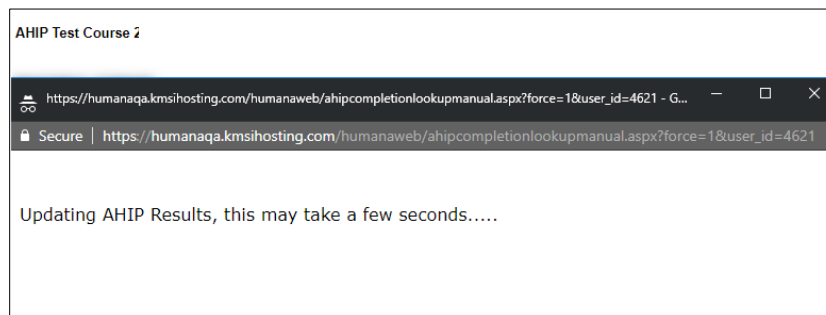 AHIP Test Course 2
https://humanaqa.kmsihosting.com/humanaweb/ahipcompletionlookupmanual.aspx?force=1&user_id=4621 - G...
Secure | https://humanaqa.kmsihosting.com/humanaweb/ahipcompletionlookupmanual.aspx?force=1&user_id=4621
Updating AHIP Results, this may take a few seconds.....